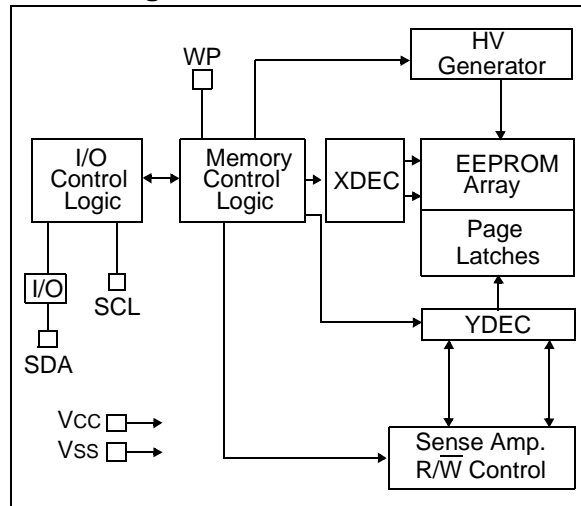 HV
Generator
WP
I/O
Control
Logic
Memory
Control
Logic
XDEC
EEPROM
Array
Page
Latches
I/O
SCL
SDA
YDEC
VCC
VSS
Sense Amp.
R/W̅ Control